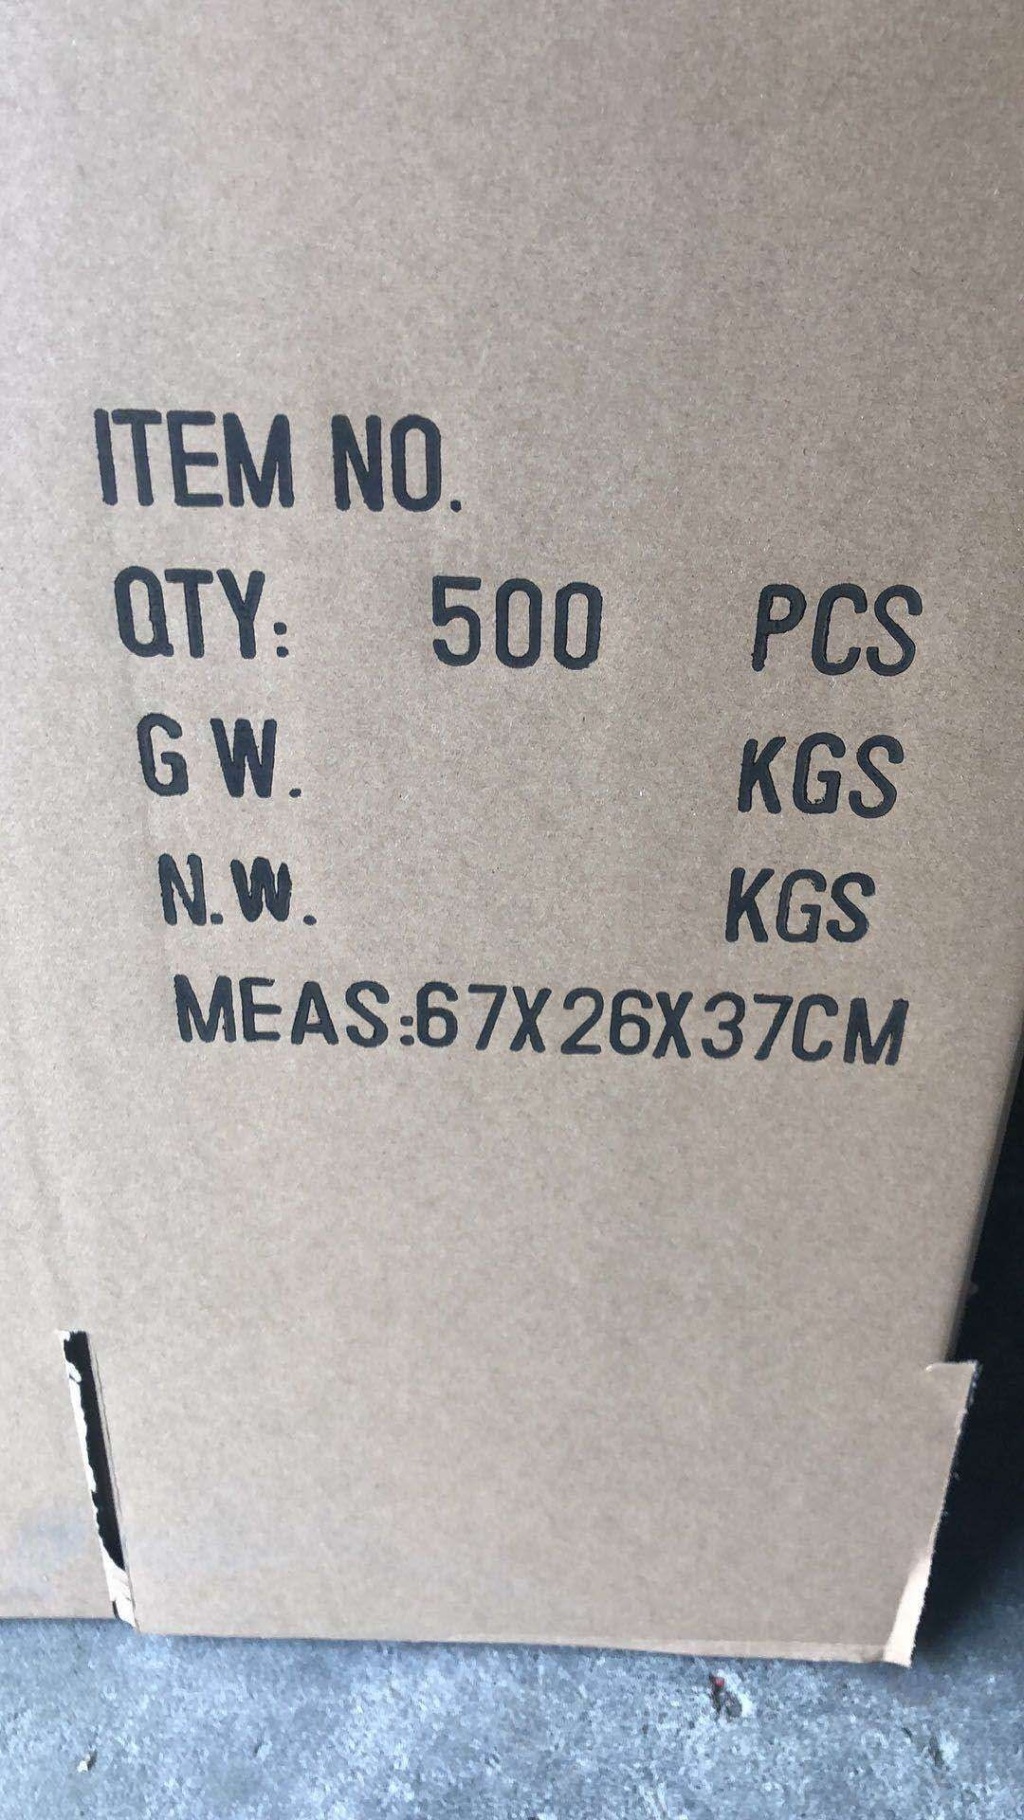 ITEM NO.
QTY: 500 PCS
G W. KGS
N.W. KGS
MEAS:67X26X37CM